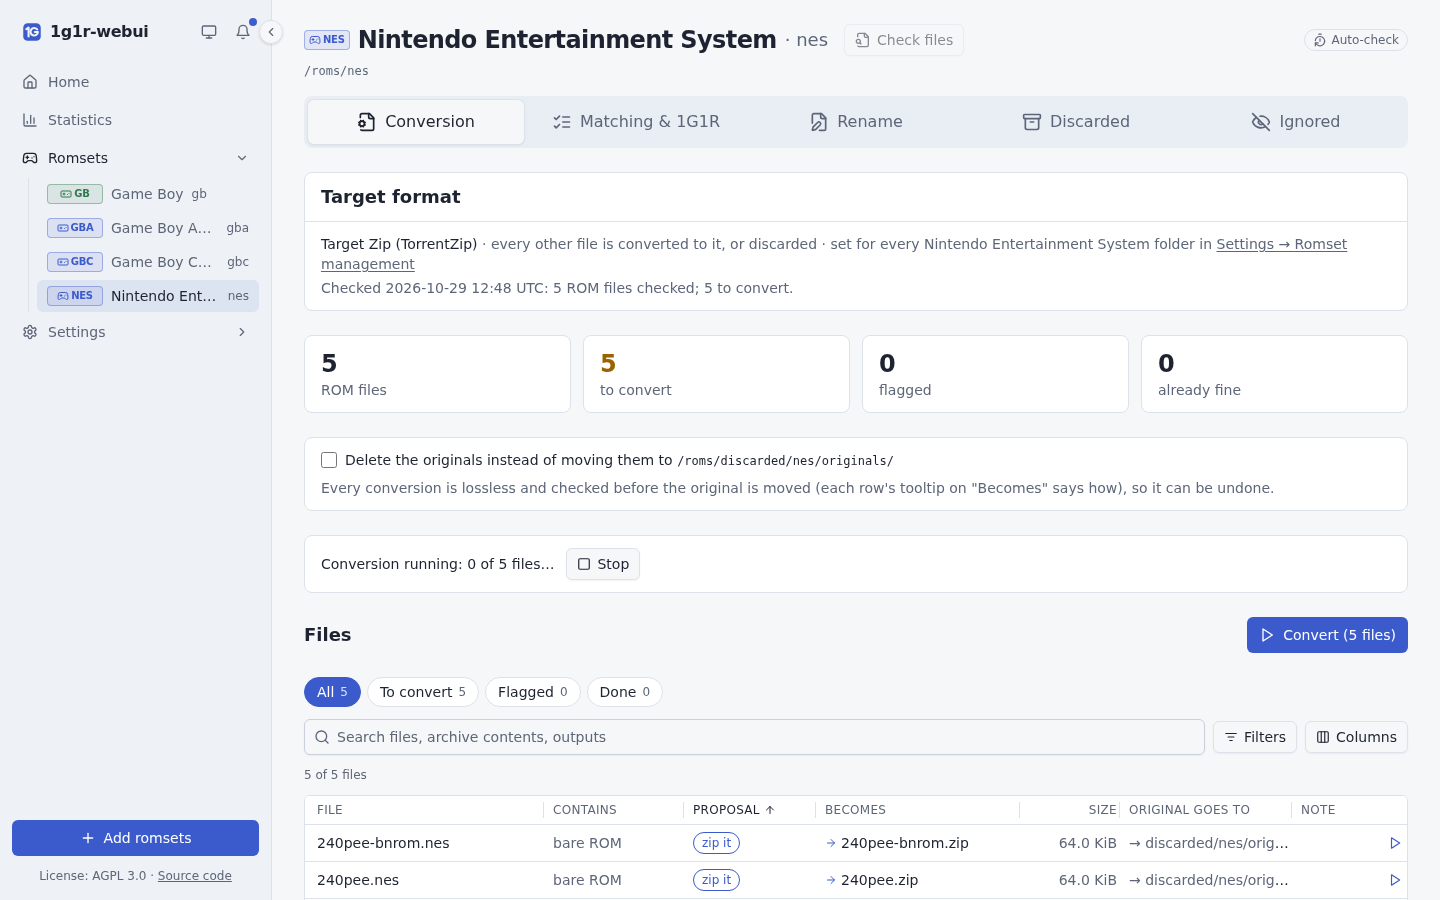 1G 1g1r-webui
Home
Statistics
Romsets
GB Game Boy gb
GBA Game Boy A... gba
GBC Game Boy C... gbc
NES Nintendo Ent... nes
Settings
Add romsets
License: AGPL 3.0 · Source code
NES Nintendo Entertainment System · nes Check files Auto-check
/roms/nes
Conversion Matching & 1G1R Rename Discarded Ignored
Target format
Target Zip (TorrentZip) · every other file is converted to it, or discarded · set for every Nintendo Entertainment System folder in Settings → Romset
management
Checked 2026-10-29 12:48 UTC: 5 ROM files checked; 5 to convert.
5 5 0 0
ROM files to convert flagged already fine
Delete the originals instead of moving them to /roms/discarded/nes/originals/
Every conversion is lossless and checked before the original is moved (each row's tooltip on "Becomes" says how), so it can be undone.
Conversion running: 0 of 5 files... Stop
Files Convert (5 files)
All 5 To convert 5 Flagged 0 Done 0
Search files, archive contents, outputs Filters Columns
5 of 5 files
FILE CONTAINS PROPOSAL ↑ BECOMES SIZE ORIGINAL GOES TO NOTE
240pee-bnrom.nes bare ROM zip it → 240pee-bnrom.zip 64.0 KiB → discarded/nes/orig...
240pee.nes bare ROM zip it → 240pee.zip 64.0 KiB → discarded/nes/orig...